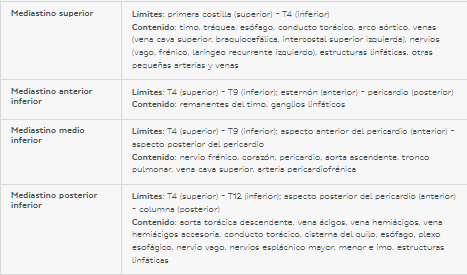 Mediastino superior
Límites: primera costilla (superior) - T4 (inferior)
Contenido: timo, tráquea, esófago, conducto torácico, arco aórtico, venas
(vena cava superior, braquiocefálica, intercostal superior izquierda), nervios
(vago, frénico, laríngeo recurrente izquierdo), estructuras linfáticas, otras
pequeñas arterias y venas
Mediastino anterior
inferior
Límites: T4 (superior) - T9 (inferior); esternón (anterior) - pericardio (posterior)
Contenido: remanentes del timo, ganglios linfáticos
Mediastino medio
inferior
Límites: T4 (superior) - T9 (inferior); aspecto anterior del pericardio (anterior) -
aspecto posterior del pericardio
Contenido: nervio frénico, corazón, pericardio, aorta ascendente, tronco
pulmonar, vena cava superior, arteria pericardiofrénica
Mediastino posterior
inferior
Límites: T4 (superior) - T12 (inferior); aspecto posterior del pericardio (anterior)
- columna (posterior)
Contenido: aorta torácica descendente, vena ácigos, vena hemiácigos, vena
hemiácigos accesoria, conducto torácico, cisterna del quilo, esófago, plexo
esofágico, nervio vago, nervios esplácnico mayor, menor e imo, estructuras
linfáticas